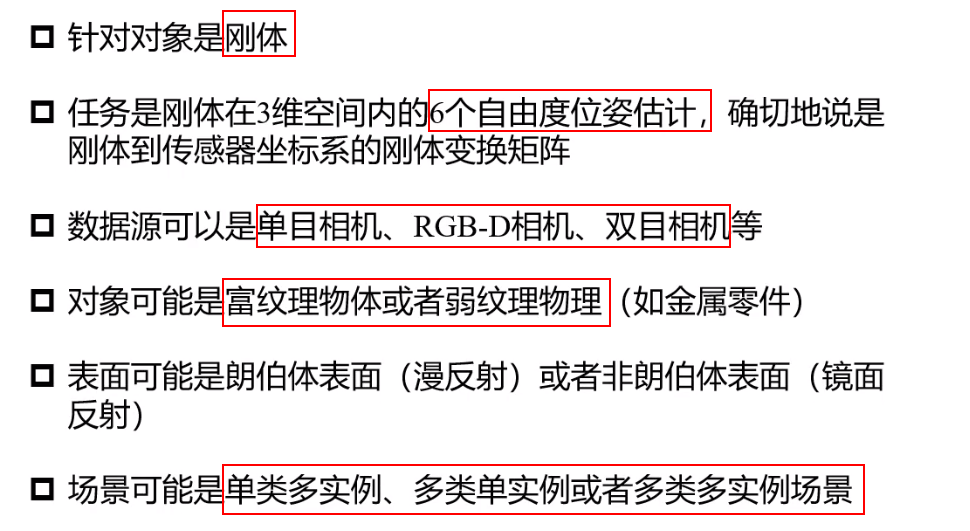 针对对象是刚体
任务是刚体在3维空间内的6个自由度位姿估计，确切地说是
刚体到传感器坐标系的刚体变换矩阵
数据源可以是单目相机、RGB-D相机、双目相机等
对象可能是富纹理物体或者弱纹理物理（如金属零件）
表面可能是朗伯体表面（漫反射）或者非朗伯体表面（镜面
反射）
场景可能是单类多实例、多类单实例或者多类多实例场景